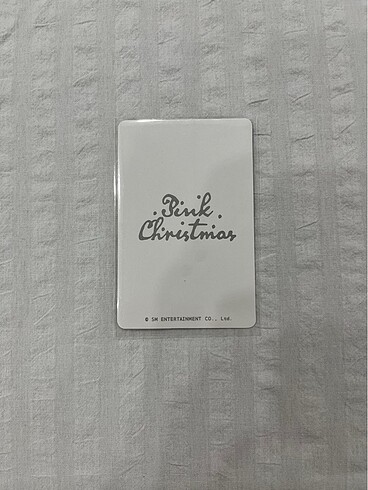 . Pink .
Christmas
© SM ENTERTAINMENT CO., Ltd.